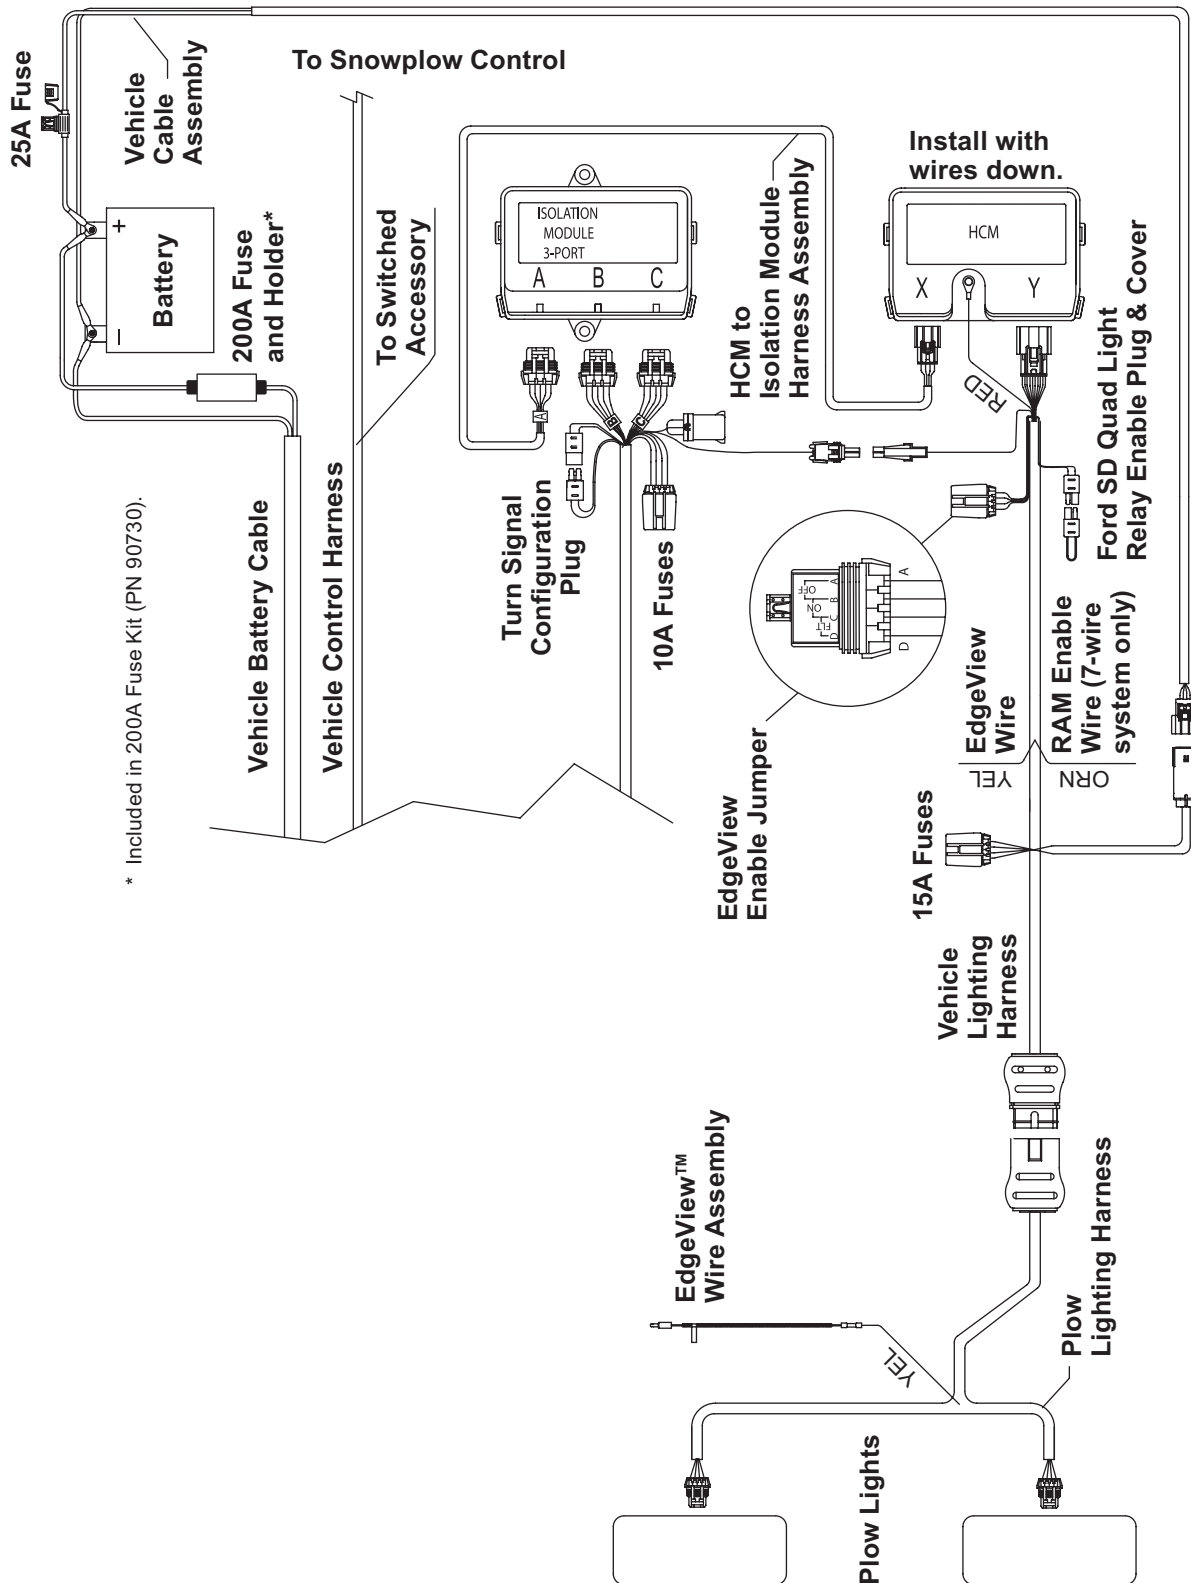 25A Fuse
Vehicle
Cable
Assembly
To Snowplow Control
+
−
Battery
200A Fuse
and Holder*
To Switched
Accessory
ISOLATION
MODULE
3-PORT
A B C
HCM to
Isolation Module
Harness Assembly
Install with
wires down.
HCM
X Y
RED
A
B
C
* Included in 200A Fuse Kit (PN 90730).
Vehicle Battery Cable
Vehicle Control Harness
Turn Signal
Configuration
Plug
10A Fuses
Ford SD Quad Light
Relay Enable Plug & Cover
OFF
ON
FLT
A
B
C
D
A
D
EdgeView
Enable Jumper
YEL
EdgeView
Wire
ORN
RAM Enable
Wire (7-wire
system only)
15A Fuses
Vehicle
Lighting
Harness
EdgeView™
Wire Assembly
YEL
Plow
Lighting Harness
Plow Lights